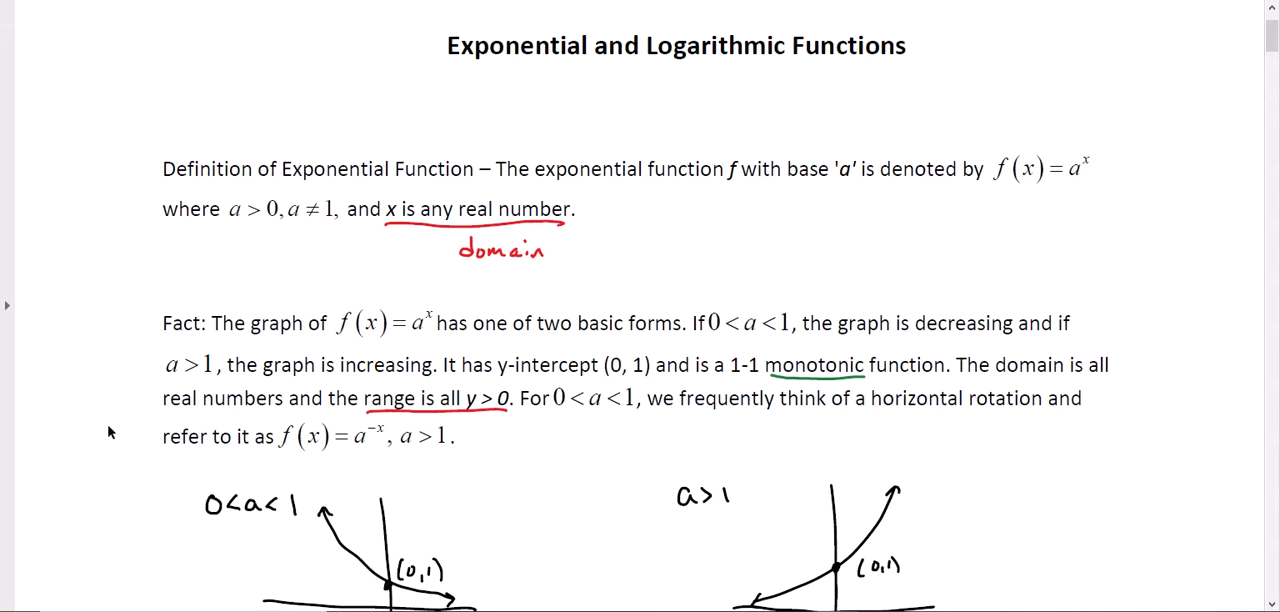 Exponential and Logarithmic Functions
Definition of Exponential Function – The exponential function f with base 'a' is denoted by f(x) = a^x
where a > 0, a ≠ 1, and x is any real number.
domain
Fact: The graph of f(x) = a^x has one of two basic forms. If 0 < a < 1, the graph is decreasing and if
a > 1, the graph is increasing. It has y-intercept (0, 1) and is a 1-1 monotonic function. The domain is all
real numbers and the range is all y > 0. For 0 < a < 1, we frequently think of a horizontal rotation and
refer to it as f(x) = a^-x, a > 1.
0<a<1
(0,1)
a>1
(0,1)